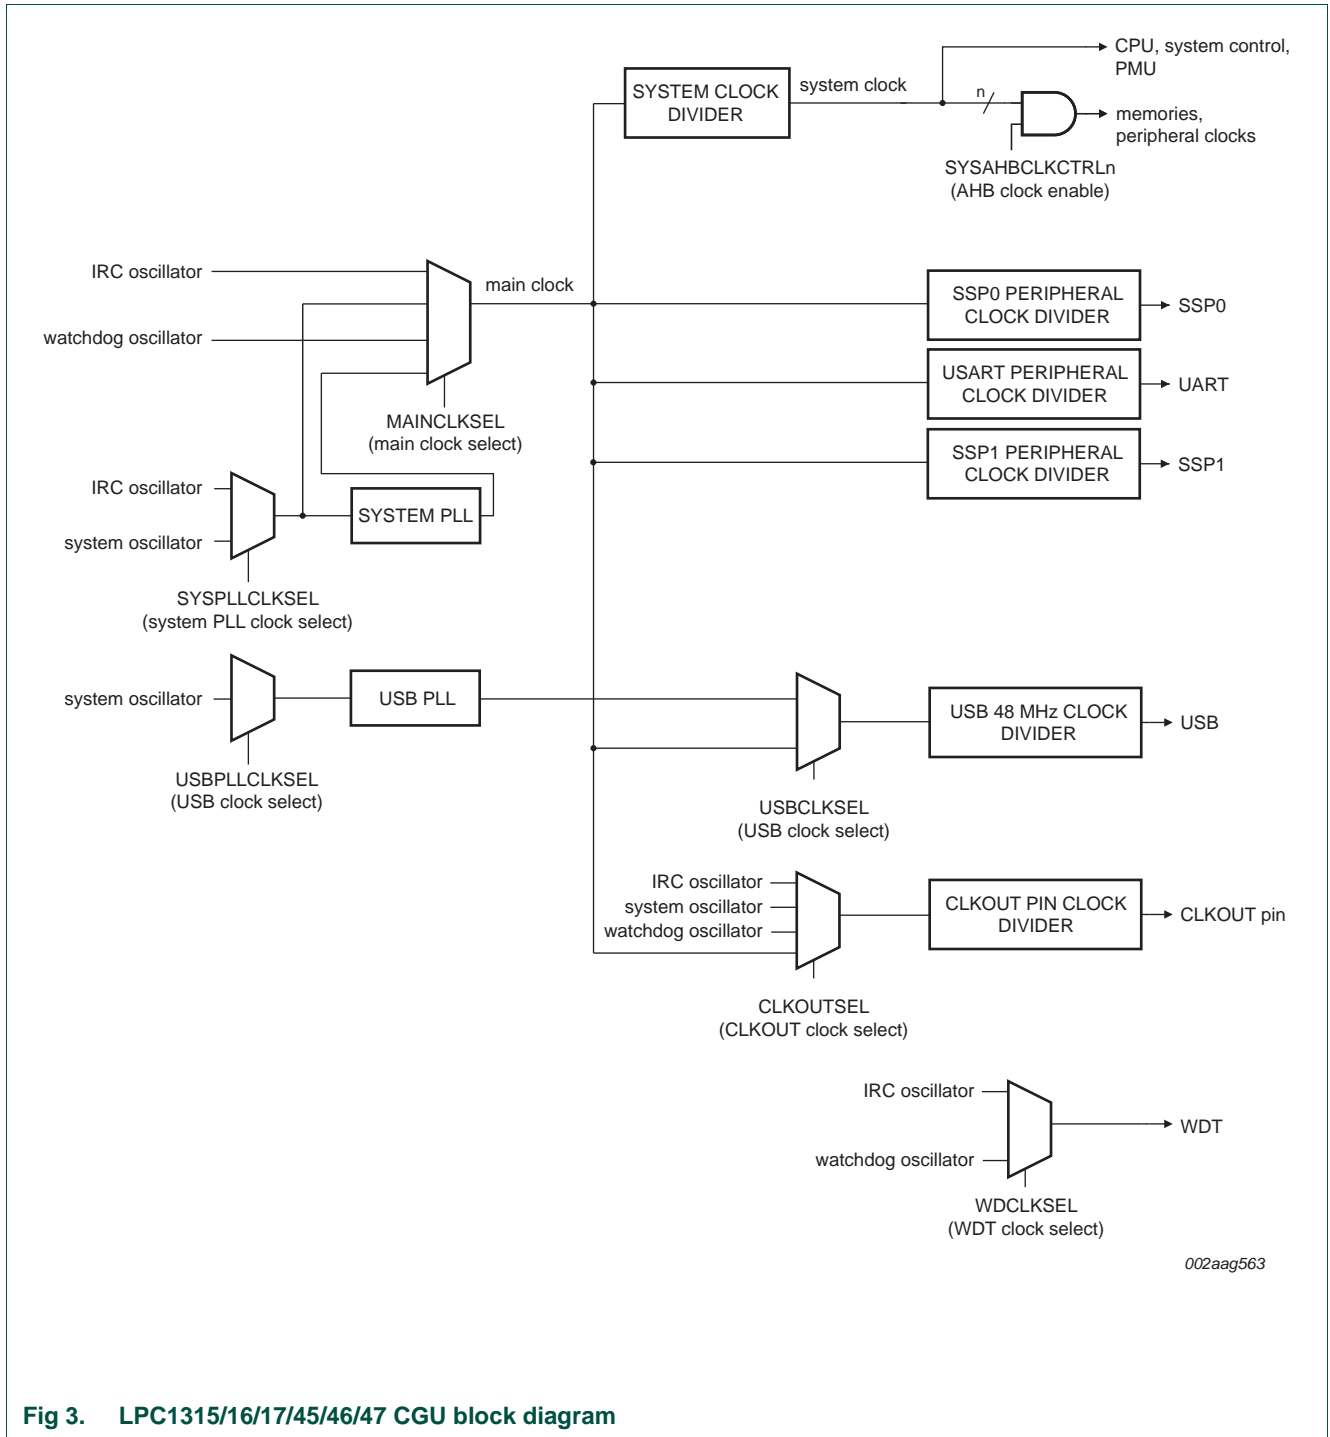 CPU, system control,
PMU
SYSTEM CLOCK
DIVIDER
system clock
n
memories,
peripheral clocks
SYSAHBCLKCTRLn
(AHB clock enable)
IRC oscillator
main clock
watchdog oscillator
MAINCLKSEL
(main clock select)
SSP0 PERIPHERAL
CLOCK DIVIDER
SSP0
USART PERIPHERAL
CLOCK DIVIDER
UART
SSP1 PERIPHERAL
CLOCK DIVIDER
SSP1
IRC oscillator
system oscillator
SYSTEM PLL
SYSPLLCLKSEL
(system PLL clock select)
system oscillator
USB PLL
USBPLLCLKSEL
(USB clock select)
USB 48 MHz CLOCK
DIVIDER
USB
USBCLKSEL
(USB clock select)
IRC oscillator
system oscillator
watchdog oscillator
CLKOUT PIN CLOCK
DIVIDER
CLKOUT pin
CLKOUTSEL
(CLKOUT clock select)
IRC oscillator
watchdog oscillator
WDT
WDCLKSEL
(WDT clock select)
002aag563
Fig 3. LPC1315/16/17/45/46/47 CGU block diagram